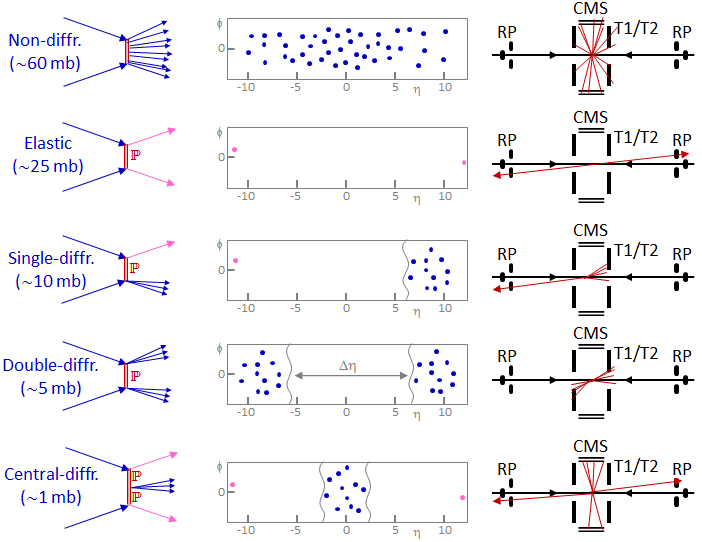 Non-diffr.
(~60 mb)
ϕ
0
-10 -5 0 5 η 10
CMS
RP T1/T2 RP
Elastic
(~25 mb)
ℙ
ϕ
0
-10 -5 0 5 η 10
CMS
RP T1/T2 RP
Single-diffr.
(~10 mb)
ℙ
ϕ
0
-10 -5 0 5 η 10
CMS
RP T1/T2 RP
Double-diffr.
(~5 mb)
ℙ
ϕ
0
Δη
-10 -5 0 5 η 10
CMS
RP T1/T2 RP
Central-diffr.
(~1 mb)
ℙ
ℙ
ϕ
0
-10 -5 0 5 η 10
CMS
RP T1/T2 RP